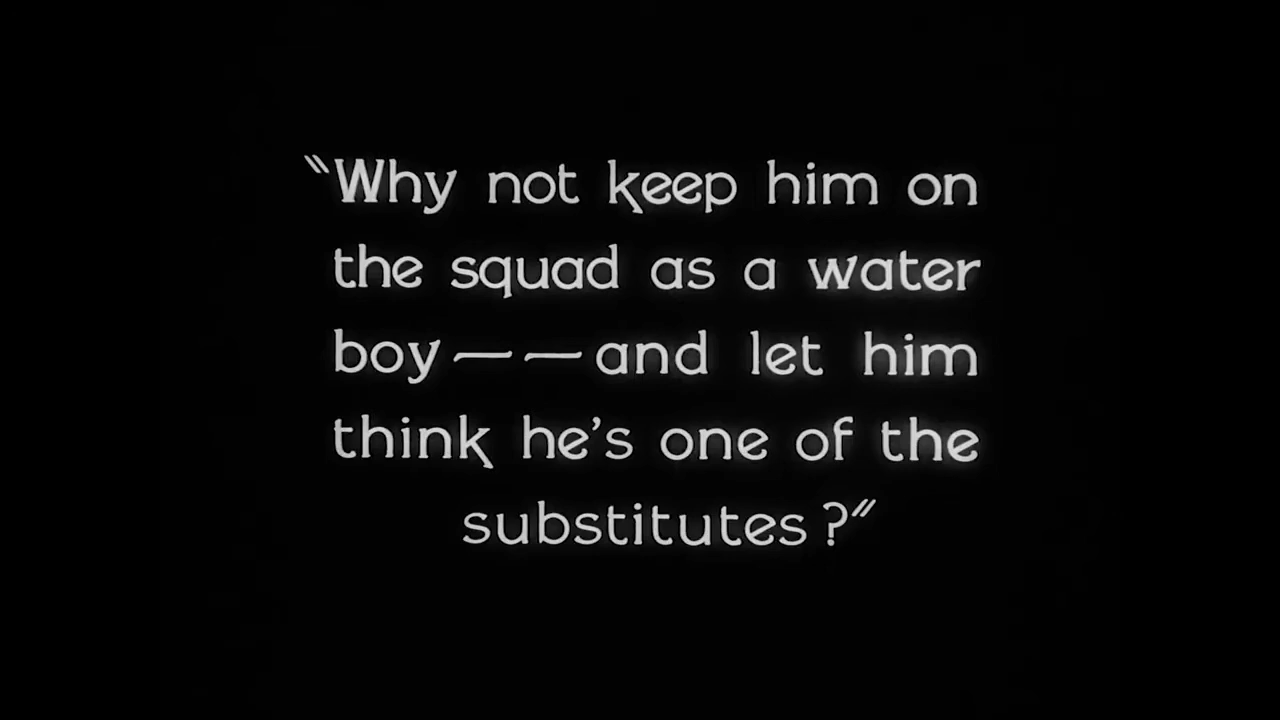 "Why not keep him on
the squad as a water
boy — — and let him
think he's one of the
substitutes?"